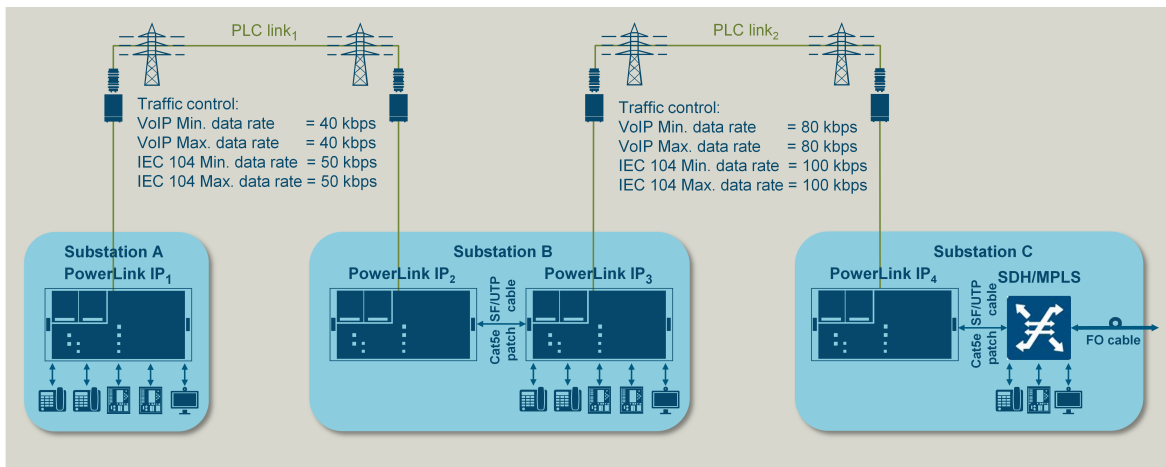 PLC link1
PLC link2
Traffic control:
VoIP Min. data rate = 40 kbps
VoIP Max. data rate = 40 kbps
IEC 104 Min. data rate = 50 kbps
IEC 104 Max. data rate = 50 kbps
Traffic control:
VoIP Min. data rate = 80 kbps
VoIP Max. data rate = 80 kbps
IEC 104 Min. data rate = 100 kbps
IEC 104 Max. data rate = 100 kbps
Substation A
PowerLink IP1
Substation B
PowerLink IP2
Cat5e SF/UTP
patch cable
PowerLink IP3
Substation C
PowerLink IP4
Cat5e SF/UTP
patch cable
SDH/MPLS
FO cable